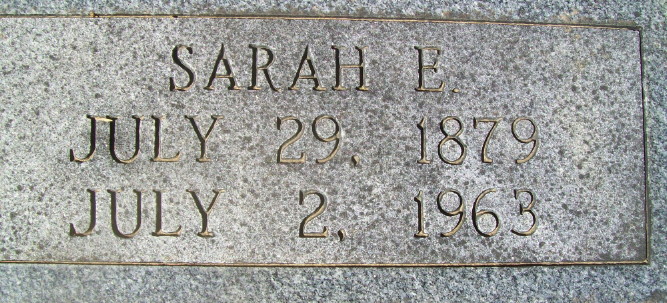 SARAH E.
JULY 29, 1879
JULY 2, 1963